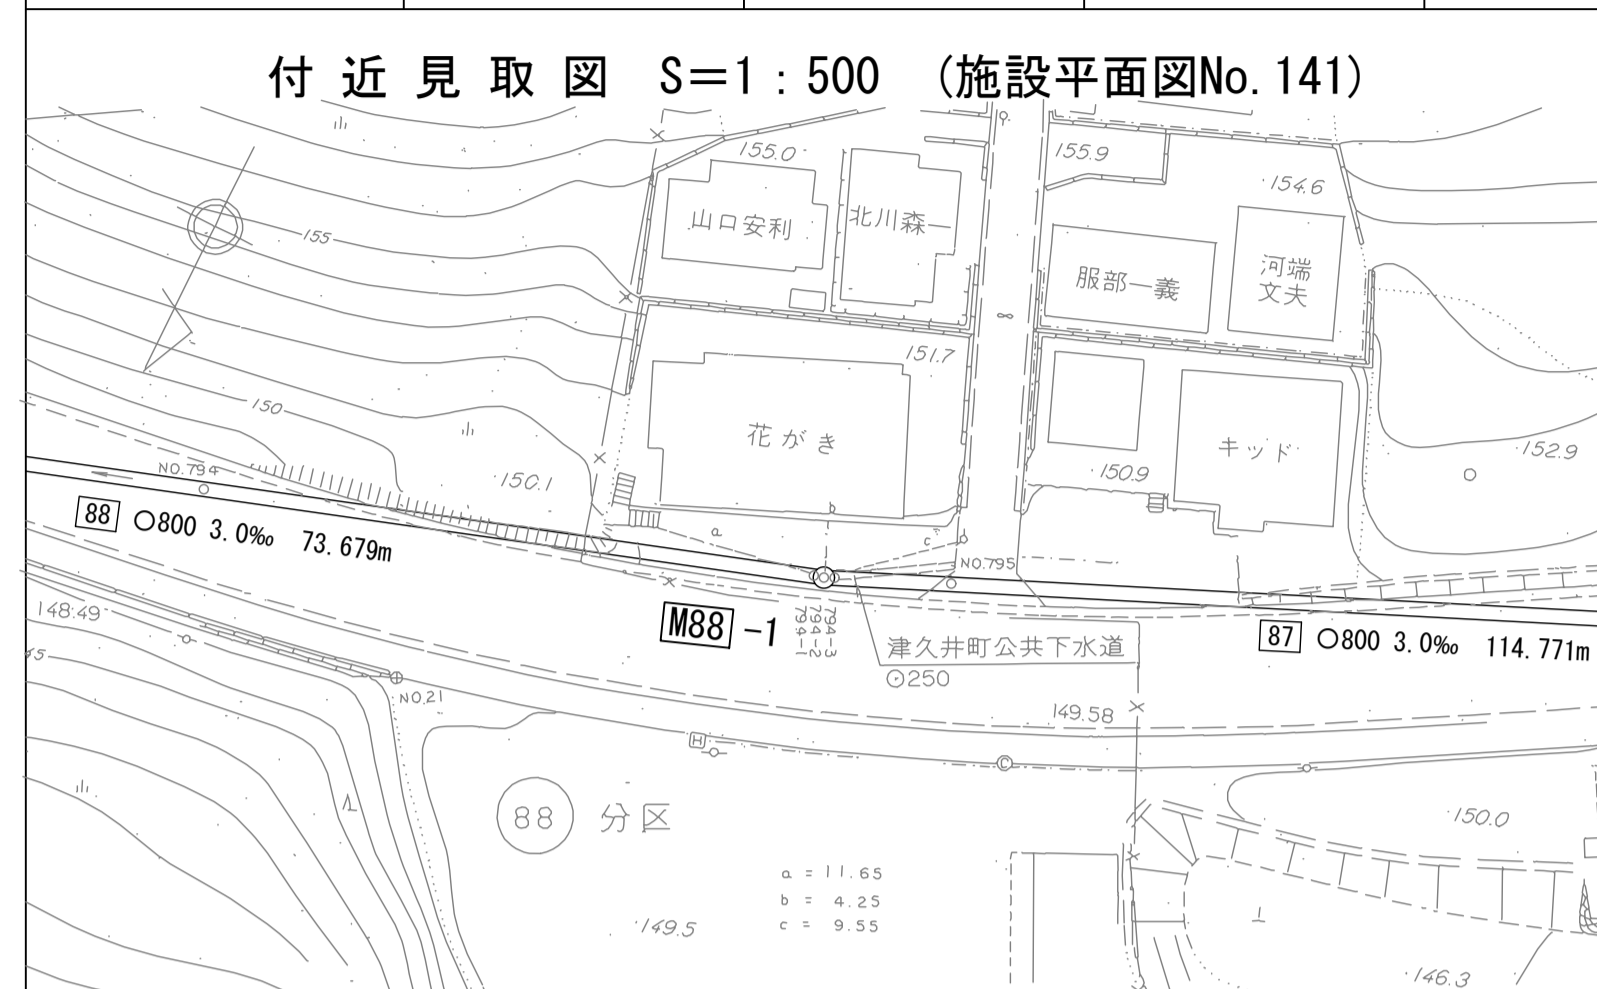 付近見取図 S=1:500 (施設平面図No.141)
155.0
155.9
154.6
山口安利
北川森一
155
服部一義
河端
文夫
151.7
150
花がき
キッド
152.9
NO.794
150.1
150.9
88 ○800 3.0‰ 73.679m
a
b
c
NO.795
148.49
M88 -1
794-3
794-2
794-1
津久井町公共下水道
250
87 ○800 3.0‰ 114.771m
NO.21
149.58
H
C
88 分区
150.0
a = 11.65
b = 4.25
c = 9.55
149.5
146.3